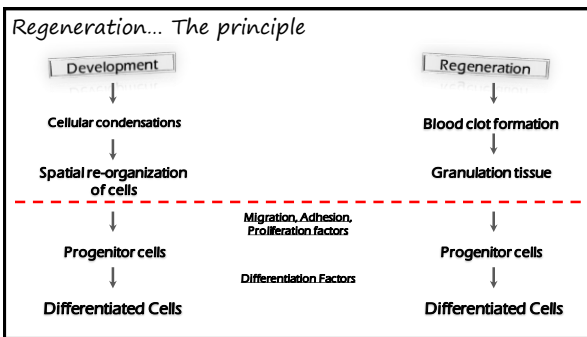 Regeneration... The principle
Development
Regeneration
Cellular condensations
Blood clot formation
Spatial re-organization
of cells
Granulation tissue
Migration, Adhesion,
Proliferation factors
Progenitor cells
Progenitor cells
Differentiation Factors
Differentiated Cells
Differentiated Cells